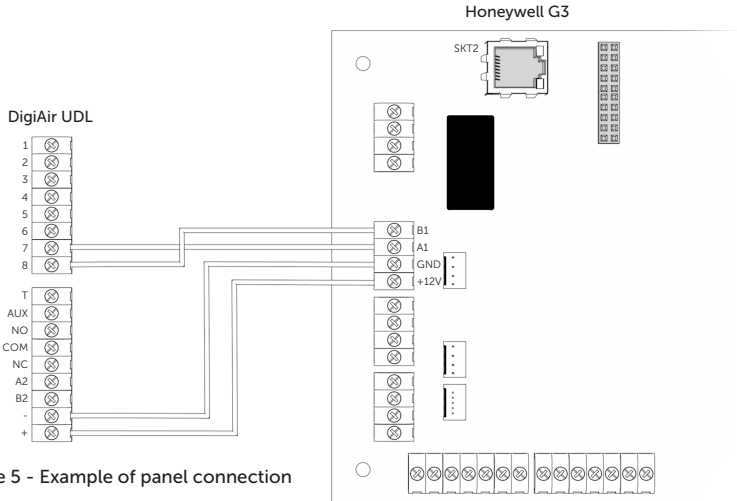 Honeywell G3
SKT2
DigiAir UDL
1
2
3
4
5
6
7
8
B1
A1
GND
+12V
T
AUX
NO
COM
NC
A2
B2
-
+
5 - Example of panel connection